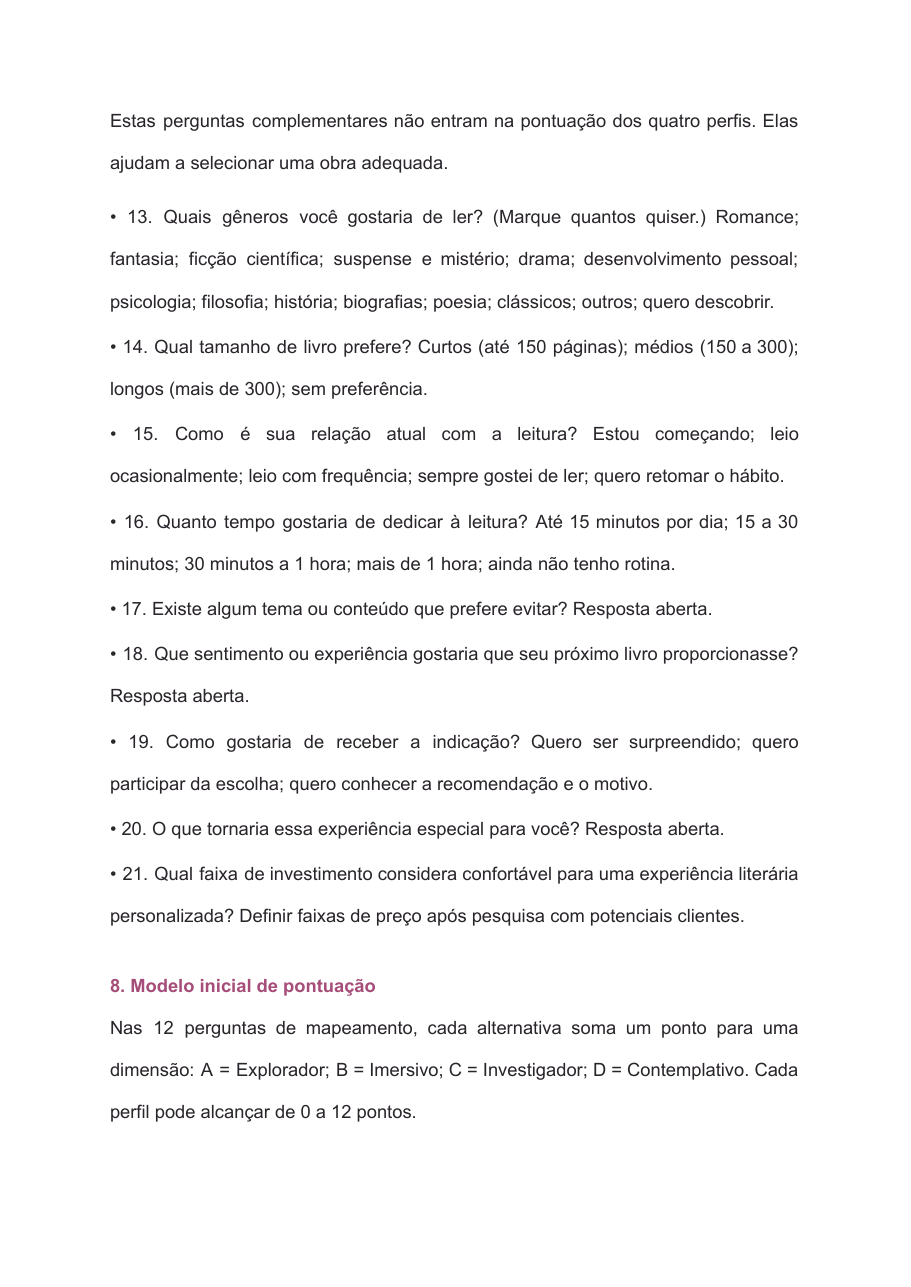 Estas perguntas complementares não entram na pontuação dos quatro perfis. Elas
ajudam a selecionar uma obra adequada.
• 13. Quais gêneros você gostaria de ler? (Marque quantos quiser.) Romance;
fantasia; ficção científica; suspense e mistério; drama; desenvolvimento pessoal;
psicologia; filosofia; história; biografias; poesia; clássicos; outros; quero descobrir.
• 14. Qual tamanho de livro prefere? Curtos (até 150 páginas); médios (150 a 300);
longos (mais de 300); sem preferência.
• 15. Como é sua relação atual com a leitura? Estou começando; leio
ocasionalmente; leio com frequência; sempre gostei de ler; quero retomar o hábito.
• 16. Quanto tempo gostaria de dedicar à leitura? Até 15 minutos por dia; 15 a 30
minutos; 30 minutos a 1 hora; mais de 1 hora; ainda não tenho rotina.
• 17. Existe algum tema ou conteúdo que prefere evitar? Resposta aberta.
• 18. Que sentimento ou experiência gostaria que seu próximo livro proporcionasse?
Resposta aberta.
• 19. Como gostaria de receber a indicação? Quero ser surpreendido; quero
participar da escolha; quero conhecer a recomendação e o motivo.
• 20. O que tornaria essa experiência especial para você? Resposta aberta.
• 21. Qual faixa de investimento considera confortável para uma experiência literária
personalizada? Definir faixas de preço após pesquisa com potenciais clientes.
8. Modelo inicial de pontuação
Nas 12 perguntas de mapeamento, cada alternativa soma um ponto para uma
dimensão: A = Explorador; B = Imersivo; C = Investigador; D = Contemplativo. Cada
perfil pode alcançar de 0 a 12 pontos.